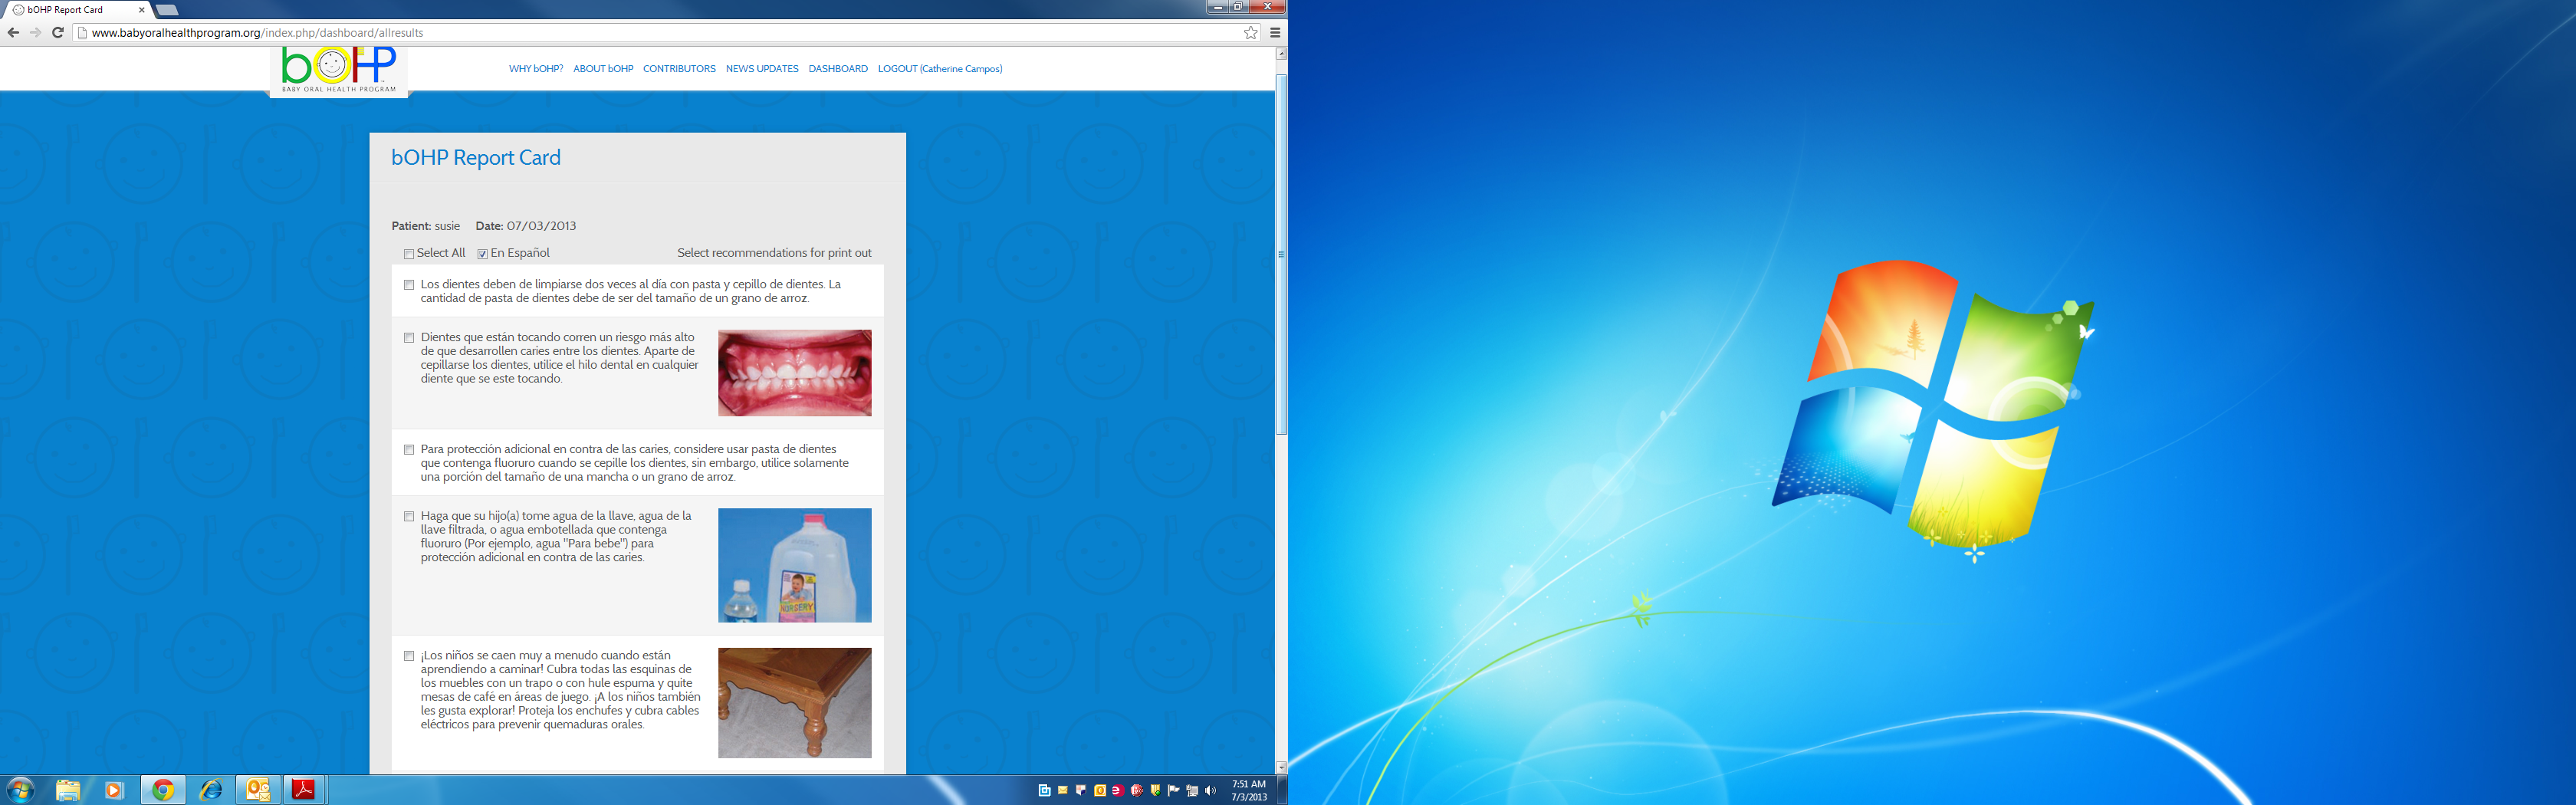 bOHP Report Card
www.babyoralhealthprogram.org/index.php/dashboard/allresults
bOHP
BABY ORAL HEALTH PROGRAM
WHY bOHP? ABOUT bOHP CONTRIBUTORS NEWS UPDATES DASHBOARD LOGOUT (Catherine Campos)
bOHP Report Card
Patient: susie Date: 07/03/2013
Select All En Español Select recommendations for print out
Los dientes deben de limpiarse dos veces al día con pasta y cepillo de dientes. La
cantidad de pasta de dientes debe de ser del tamaño de un grano de arroz.
Dientes que están tocando corren un riesgo más alto
de que desarrollen caries entre los dientes. Aparte de
cepillarse los dientes, utilice el hilo dental en cualquier
diente que se este tocando.
Para protección adicional en contra de las caries, considere usar pasta de dientes
que contenga fluoruro cuando se cepille los dientes, sin embargo, utilice solamente
una porción del tamaño de una mancha o un grano de arroz.
Haga que su hijo(a) tome agua de la llave, agua de la
llave filtrada, o agua embotellada que contenga
fluoruro (Por ejemplo, agua "Para bebe") para
protección adicional en contra de las caries.
NURSERY
¡Los niños se caen muy a menudo cuando están
aprendiendo a caminar! Cubra todas las esquinas de
los muebles con un trapo o con hule espuma y quite
mesas de café en áreas de juego. ¡A los niños también
les gusta explorar! Proteja los enchufes y cubra cables
eléctricos para prevenir quemaduras orales.
7:51 AM
7/3/2013